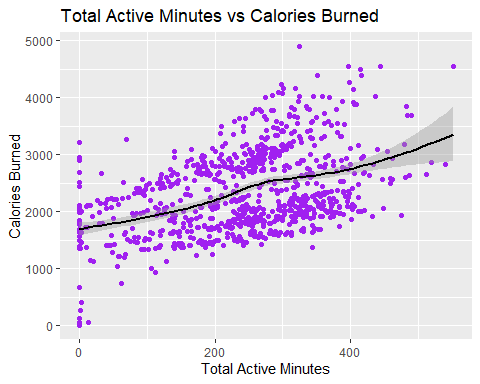 Total Active Minutes vs Calories Burned
5000
4000
3000
2000
1000
0
Calories Burned
0 200 400
Total Active Minutes